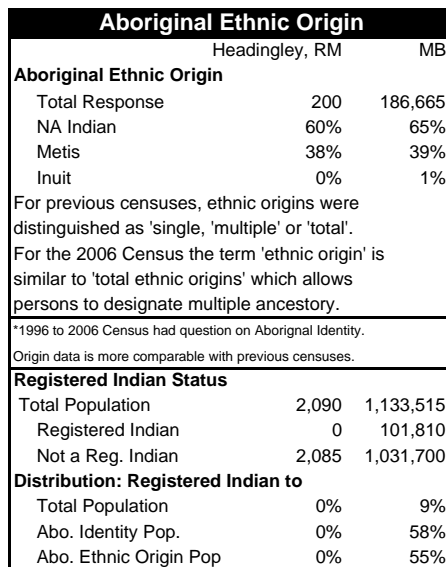 Aboriginal Ethnic Origin
Headingley, RM MB
Aboriginal Ethnic Origin
Total Response 200 186,665
NA Indian 60% 65%
Metis 38% 39%
Inuit 0% 1%
For previous censuses, ethnic origins were
distinguished as 'single, 'multiple' or 'total'.
For the 2006 Census the term 'ethnic origin' is
similar to 'total ethnic origins' which allows
persons to designate multiple ancestory.
*1996 to 2006 Census had question on Aborignal Identity.
Origin data is more comparable with previous censuses.
Registered Indian Status
Total Population 2,090 1,133,515
Registered Indian 0 101,810
Not a Reg. Indian 2,085 1,031,700
Distribution: Registered Indian to
Total Population 0% 9%
Abo. Identity Pop. 0% 58%
Abo. Ethnic Origin Pop 0% 55%